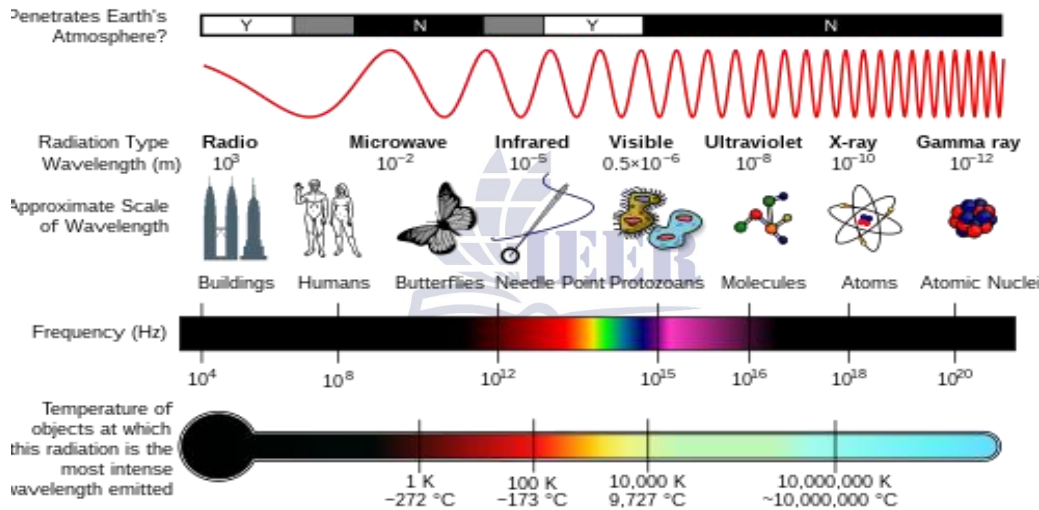 Penetrates Earth's
Atmosphere?
Y N Y N
Radiation Type
Radio Microwave Infrared Visible Ultraviolet X-ray Gamma ray
Wavelength (m)
10³ 10⁻² 10⁻⁵ 0.5×10⁻⁶ 10⁻⁸ 10⁻¹⁰ 10⁻¹²
Approximate Scale
of Wavelength
IEER
Buildings Humans Butterflies Needle Point Protozoans Molecules Atoms Atomic Nuclei
Frequency (Hz)
10⁴ 10⁸ 10¹² 10¹⁵ 10¹⁶ 10¹⁸ 10²⁰
Temperature of
objects at which
this radiation is the
most intense
wavelength emitted
1 K 100 K 10,000 K 10,000,000 K
−272 °C −173 °C 9,727 °C ~10,000,000 °C